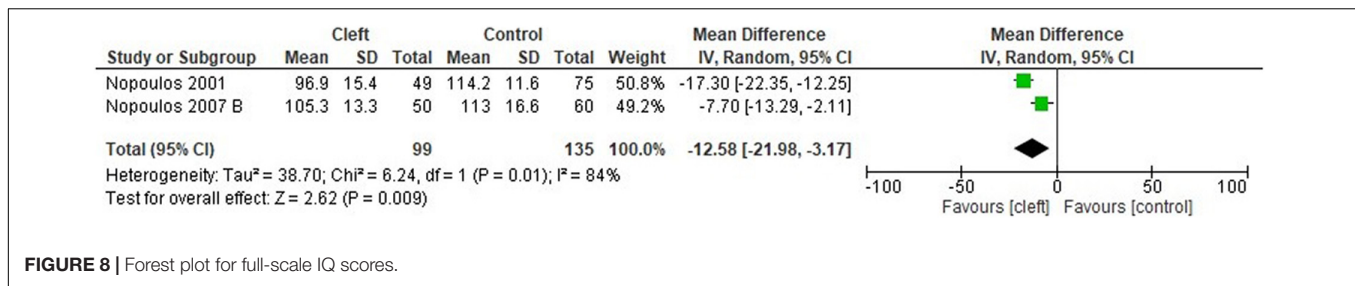 Cleft Control Mean Difference Mean Difference
Study or Subgroup Mean SD Total Mean SD Total Weight IV, Random, 95% CI IV, Random, 95% CI
Nopoulos 2001 96.9 15.4 49 114.2 11.6 75 50.8% -17.30 [-22.35, -12.25]
Nopoulos 2007 B 105.3 13.3 50 113 16.6 60 49.2% -7.70 [-13.29, -2.11]
Total (95% CI) 99 135 100.0% -12.58 [-21.98, -3.17]
Heterogeneity: Tau² = 38.70; Chi² = 6.24, df = 1 (P = 0.01); I² = 84%
Test for overall effect: Z = 2.62 (P = 0.009)
-100 -50 0 50 100
Favours [cleft] Favours [control]
FIGURE 8 | Forest plot for full-scale IQ scores.